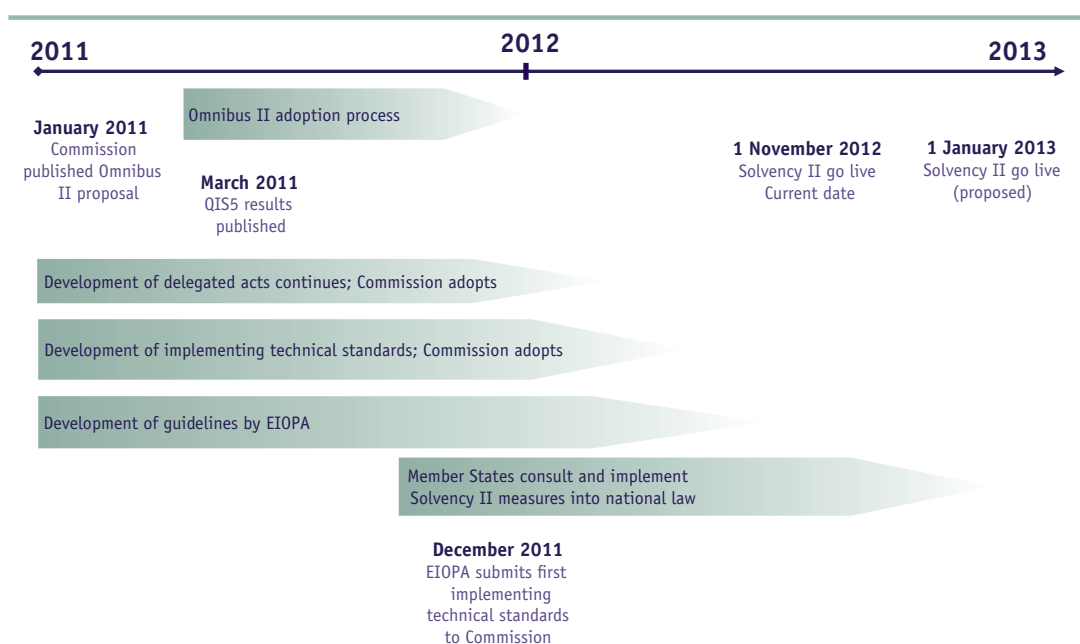 2011
2012
2013
Omnibus II adoption process
January 2011
Commission
published Omnibus
II proposal
March 2011
QIS5 results
published
1 November 2012
Solvency II go live
Current date
1 January 2013
Solvency II go live
(proposed)
Development of delegated acts continues; Commission adopts
Development of implementing technical standards; Commission adopts
Development of guidelines by EIOPA
Member States consult and implement
Solvency II measures into national law
December 2011
EIOPA submits first
implementing
technical standards
to Commission